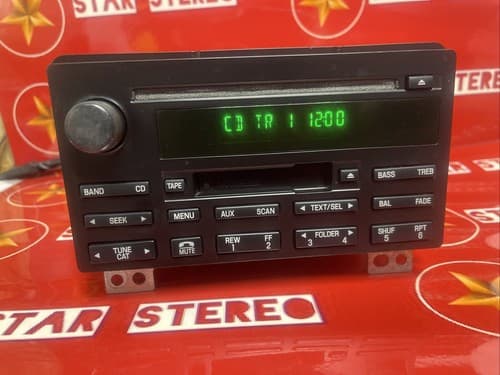 STAR STEREO
CD TR 1 12:00
BAND CD
TAPE
BASS TREB
SEEK
MENU
AUX SCAN
TEXT/SEL
BAL FADE
TUNE
CAT
MUTE
REW FF
1 2
FOLDER
3 4
SHUF RPT
5 6
STAR STEREO